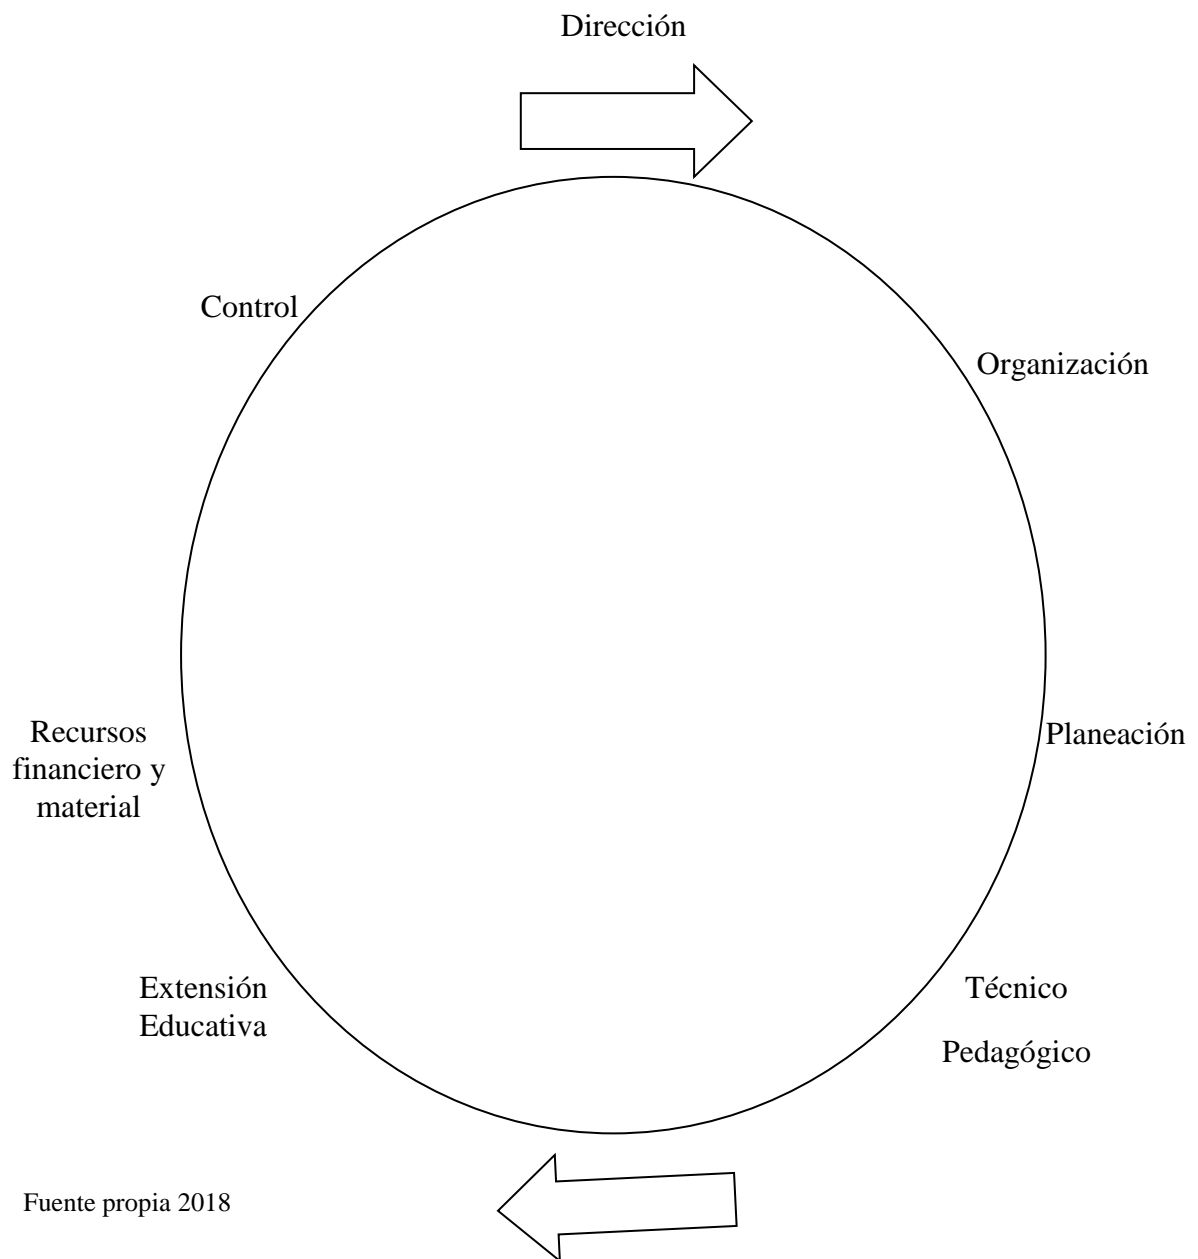 Dirección
Control
Organización
Recursos
financiero y
material
Planeación
Extensión
Educativa
Técnico
Pedagógico
Fuente propia 2018